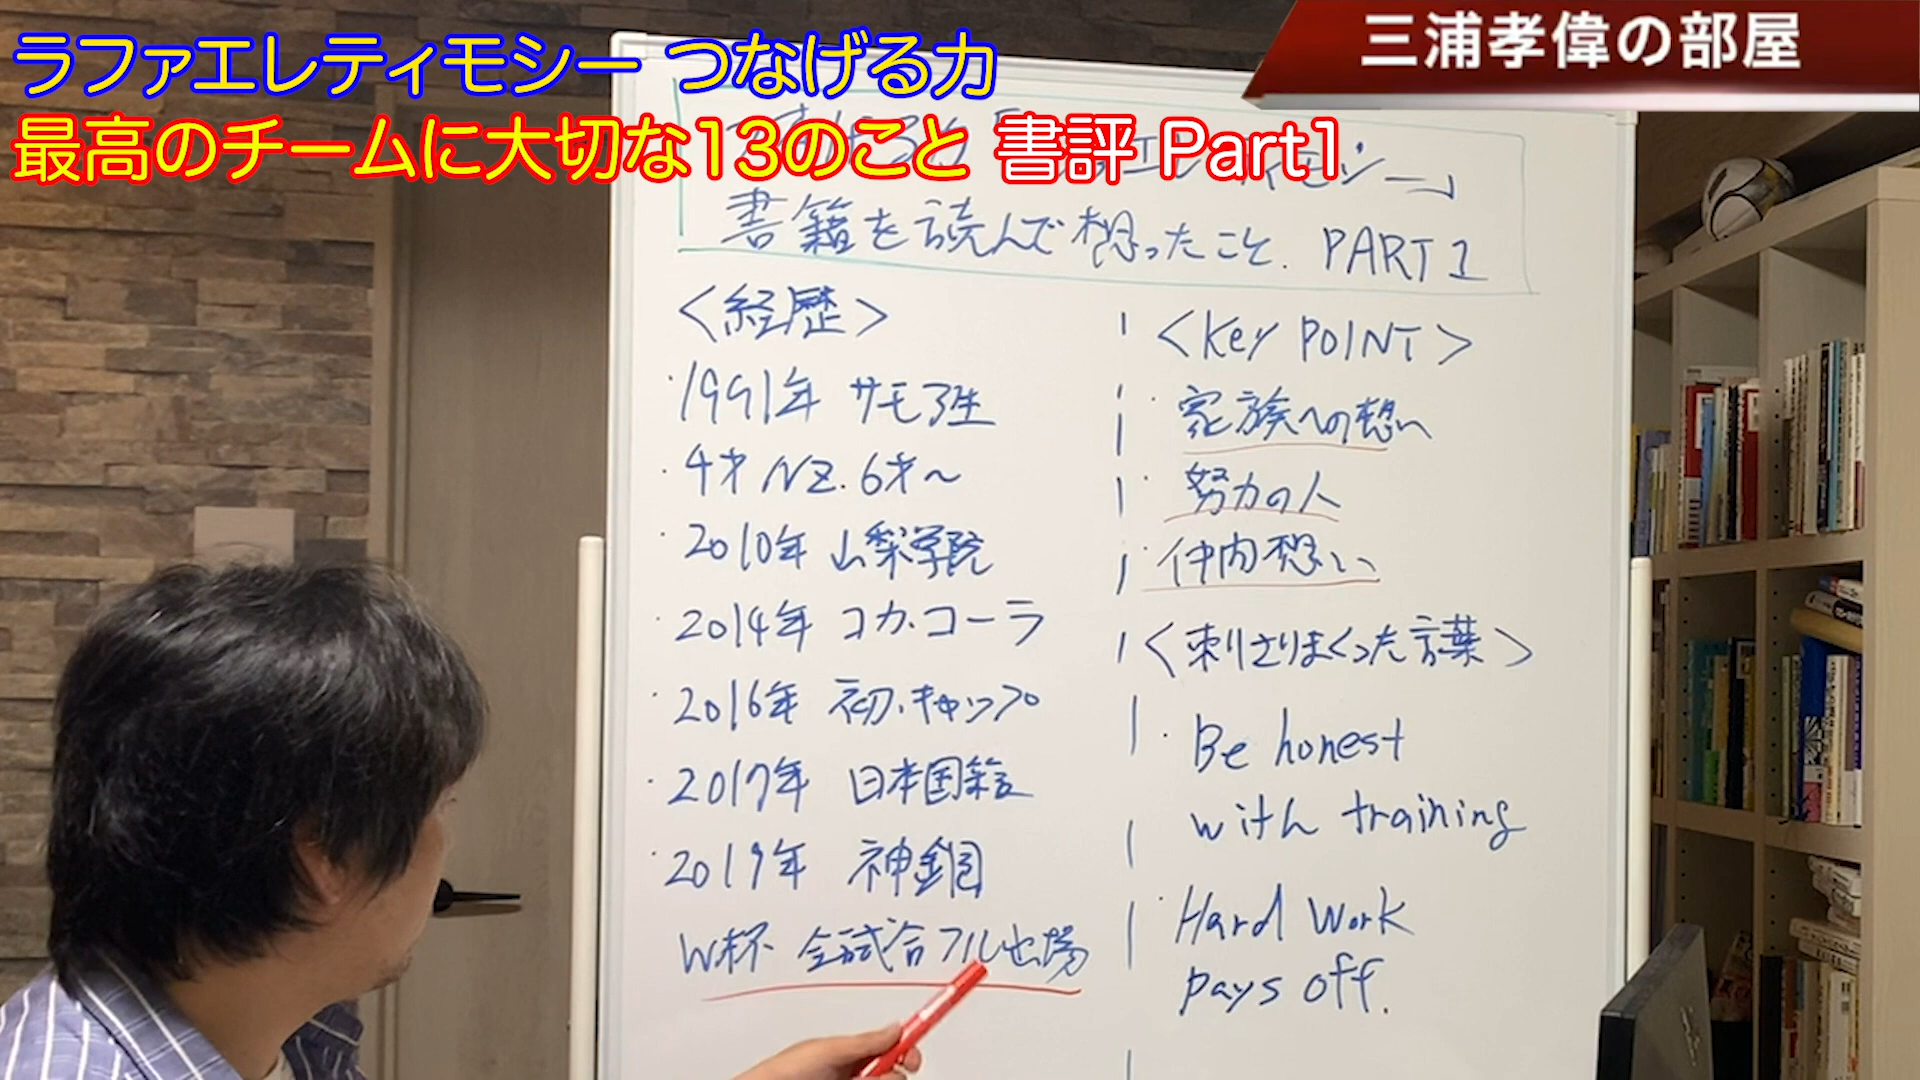 三浦孝偉の部屋
ラファエレティモシー つなげる力
最高のチームに大切な13のこと 書評 Part1
モシー」
書籍を読んで想ったこと. PART1
<経歴>
・1991年 サモア生
・4才 NZ. 6才〜
・2010年 山梨学院
・2014年 コカ・コーラ
・2016年 初・キャップ
・2017年 日本国籍
・2019年 神鋼
W杯 全試合フル出場
<Key POINT>
・家族への想い
努力の人
・仲内想い
<刺さりまくった言葉>
・Be honest
with training
・Hard Work
pays off.